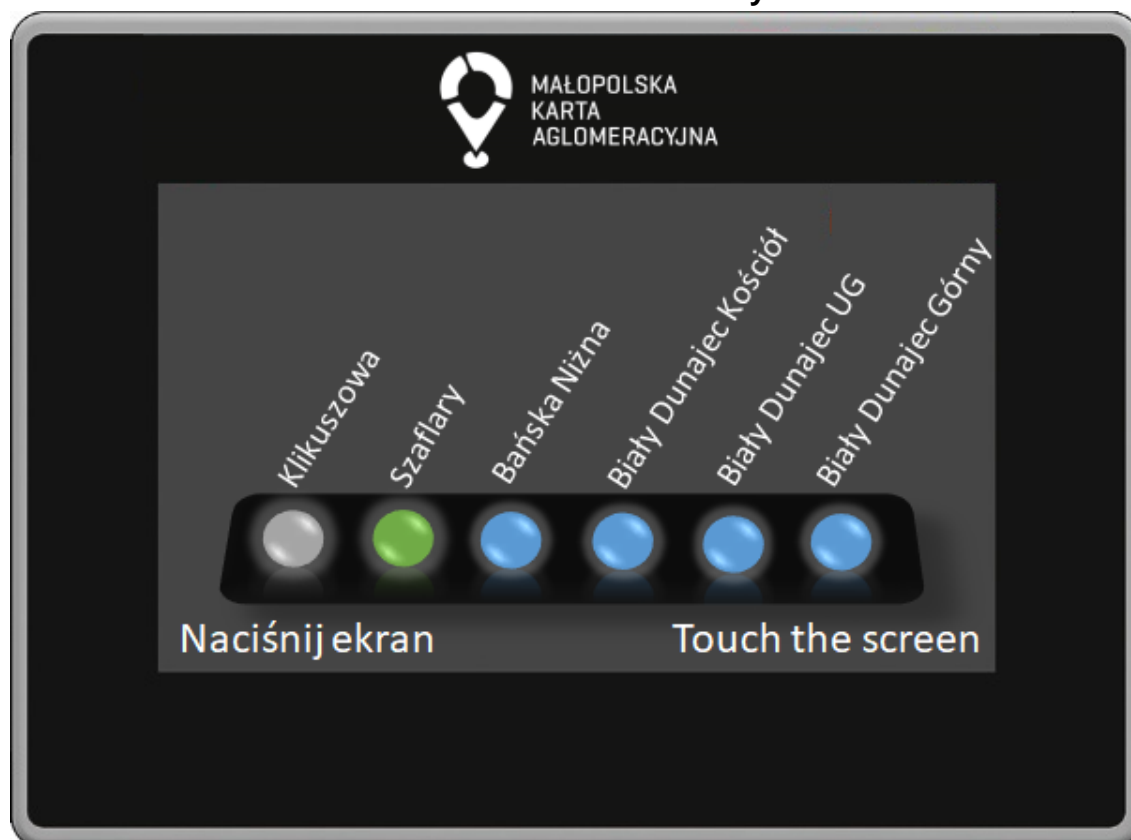 MAŁOPOLSKA
KARTA
AGLOMERACYJNA
Klikuszowa
Szaflary
Bańska Niżna
Biały Dunajec Kościół
Biały Dunajec UG
Biały Dunajec Górny
Naciśnij ekran
Touch the screen